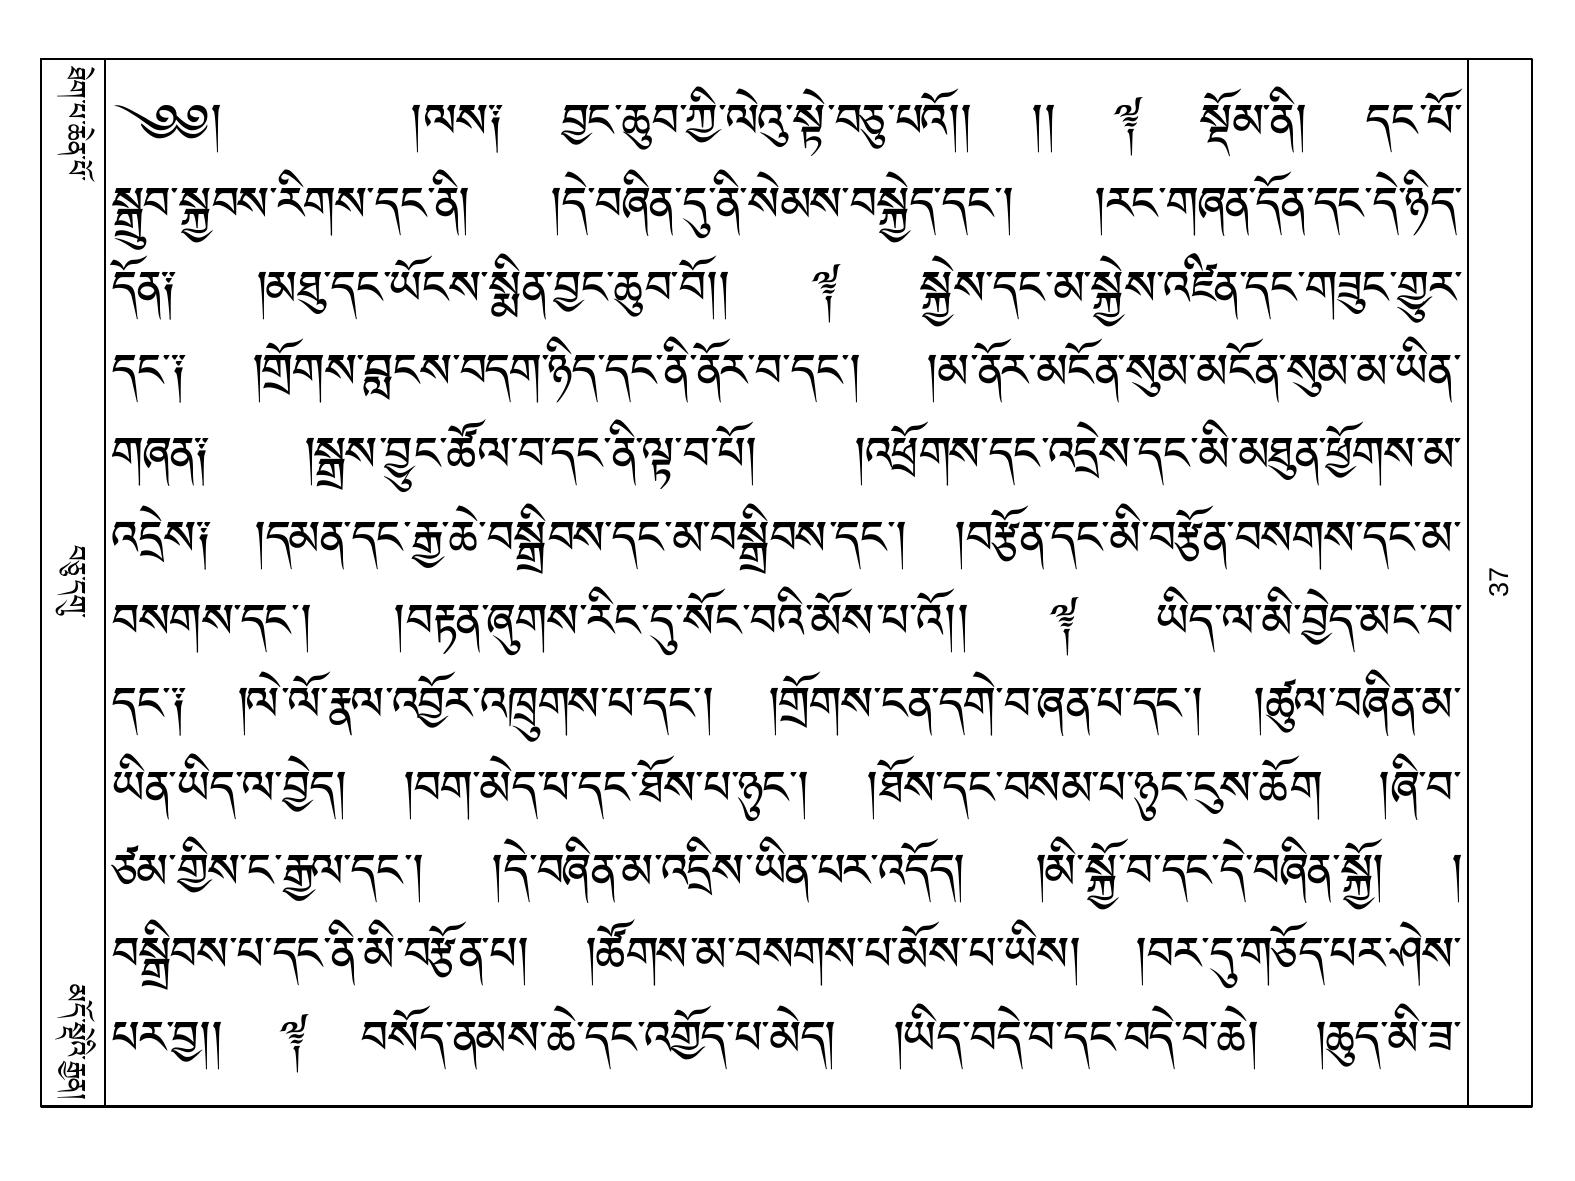 ཐེག་པ་ཆེན་པོ་
བཅུ་དགུ
མདོ་སྡེའི་རྒྱན།
༄༅། །ལས༔ བྱང་ཆུབ་ཀྱི་ལེའུ་སྟེ་བཅུ་པའོ།། །། ༈ སྡོམ་ནི། དང་པོ་
སྒྲུབ་སྐྱབས་རིགས་དང་ནི། །དེ་བཞིན་དུ་ནི་སེམས་བསྐྱེད་དང་། །རང་གཞན་དོན་དང་དེ་ཉིད་
དོན༔ །མཐུ་དང་ཡོངས་སྨིན་བྱང་ཆུབ་བོ།། ༈ སྐྱེས་དང་མ་སྐྱེས་འཛིན་དང་གཟུང་གྱུར་
དང་༔ །གྲོགས་བླངས་བདག་ཉིད་དང་ནི་ནོར་བ་དང་། །མ་ནོར་མངོན་སུམ་མངོན་སུམ་མ་ཡིན་
གཞན༔ །སྒྲས་བྱུང་ཚོལ་བ་དང་ནི་ལྟ་བ་པོ། །འཕྲོགས་དང་འདྲེས་དང་མི་མཐུན་ཕྱོགས་མ་
འདྲེས༔ །དམན་དང་རྒྱ་ཆེ་བསྒྲིབས་དང་མ་བསྒྲིབས་དང་། །བརྩོན་དང་མི་བརྩོན་བསགས་དང་མ་
བསགས་དང་། །བརྟན་ཞུགས་རིང་དུ་སོང་བའི་མོས་པ་འོ།། ༈ ཡིད་ལ་མི་བྱེད་མང་བ་
དང་༔ །ལེ་ལོ་རྣལ་འབྱོར་འཁྲུགས་པ་དང་། །གྲོགས་ངན་དགེ་བ་ཞན་པ་དང་། །ཚུལ་བཞིན་མ་
ཡིན་ཡིད་ལ་བྱེད། །བག་མེད་པ་དང་ཐོས་པ་ཉུང་། །ཐོས་དང་བསམ་པ་ཉུང་ངུས་ཆོག །ཞི་བ་
ཙམ་གྱིས་ང་རྒྱལ་དང་། །དེ་བཞིན་མ་འདྲིས་ཡིན་པར་འདོད། །མི་སྐྱོ་བ་དང་དེ་བཞིན་སྐྱོ། །
བསྒྲིབས་པ་དང་ནི་མི་བརྩོན་པ། །ཚོགས་མ་བསགས་པ་མོས་པ་ཡིས། །བར་དུ་གཅོད་པར་ཤེས་
པར་བྱ།། ༈ བསོད་ནམས་ཆེ་དང་འགྱོད་པ་མེད། །ཡིད་བདེ་བ་དང་བདེ་བ་ཆེ། །ཆུད་མི་ཟ་
37